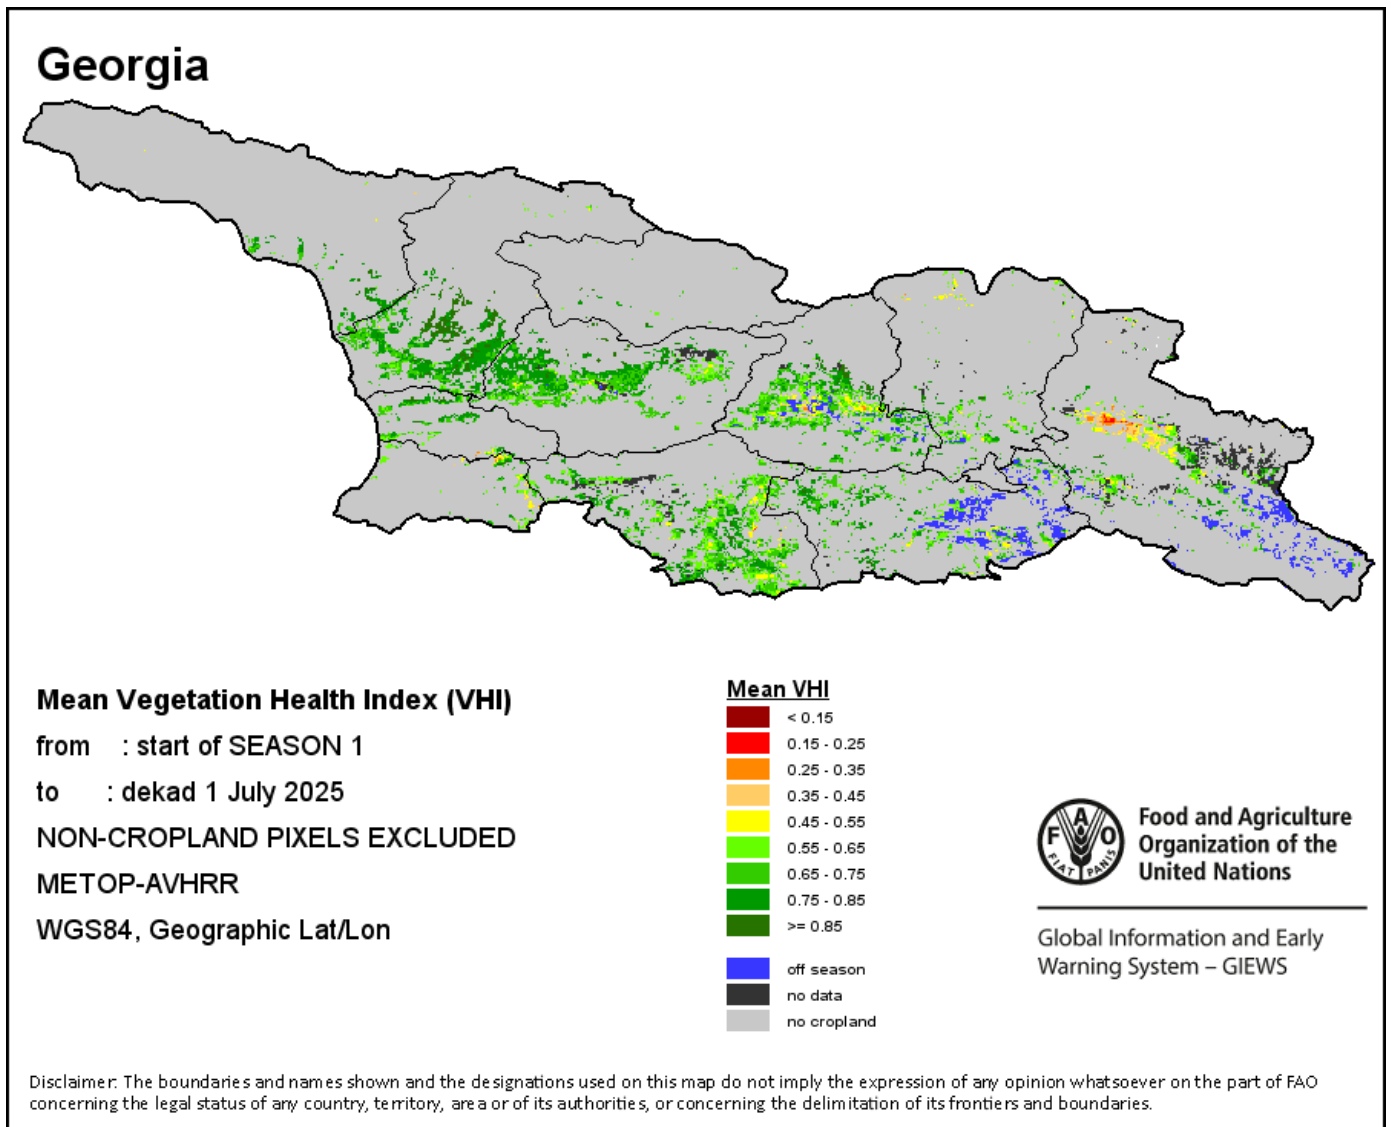 Georgia
Mean Vegetation Health Index (VHI)
from : start of SEASON 1
to : dekad 1 July 2025
NON-CROPLAND PIXELS EXCLUDED
METOP-AVHRR
WGS84, Geographic Lat/Lon
Mean VHI
< 0.15
0.15 - 0.25
0.25 - 0.35
0.35 - 0.45
0.45 - 0.55
0.55 - 0.65
0.65 - 0.75
0.75 - 0.85
>= 0.85
off season
no data
no cropland
F A O
FIAT PANIS
Food and Agriculture
Organization of the
United Nations
Global Information and Early
Warning System – GIEWS
Disclaimer: The boundaries and names shown and the designations used on this map do not imply the expression of any opinion whatsoever on the part of FAO
concerning the legal status of any country, territory, area or of its authorities, or concerning the delimitation of its frontiers and boundaries.